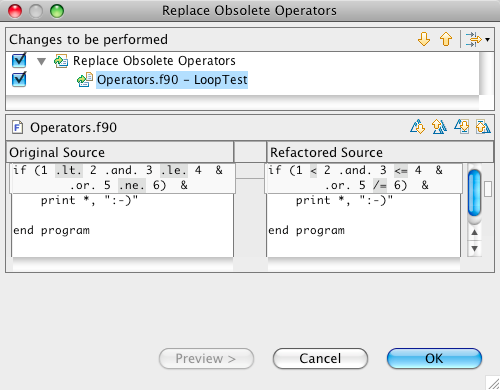 Replace Obsolete Operators
Changes to be performed
Replace Obsolete Operators
Operators.f90 – LoopTest
Operators.f90
Original Source
Refactored Source
if (1 .lt. 2 .and. 3 .le. 4 &
.or. 5 .ne. 6) &
print *, ":-)"
end program
if (1 < 2 .and. 3 <= 4 &
.or. 5 /= 6) &
print *, ":-)"
end program
Preview >
Cancel
OK